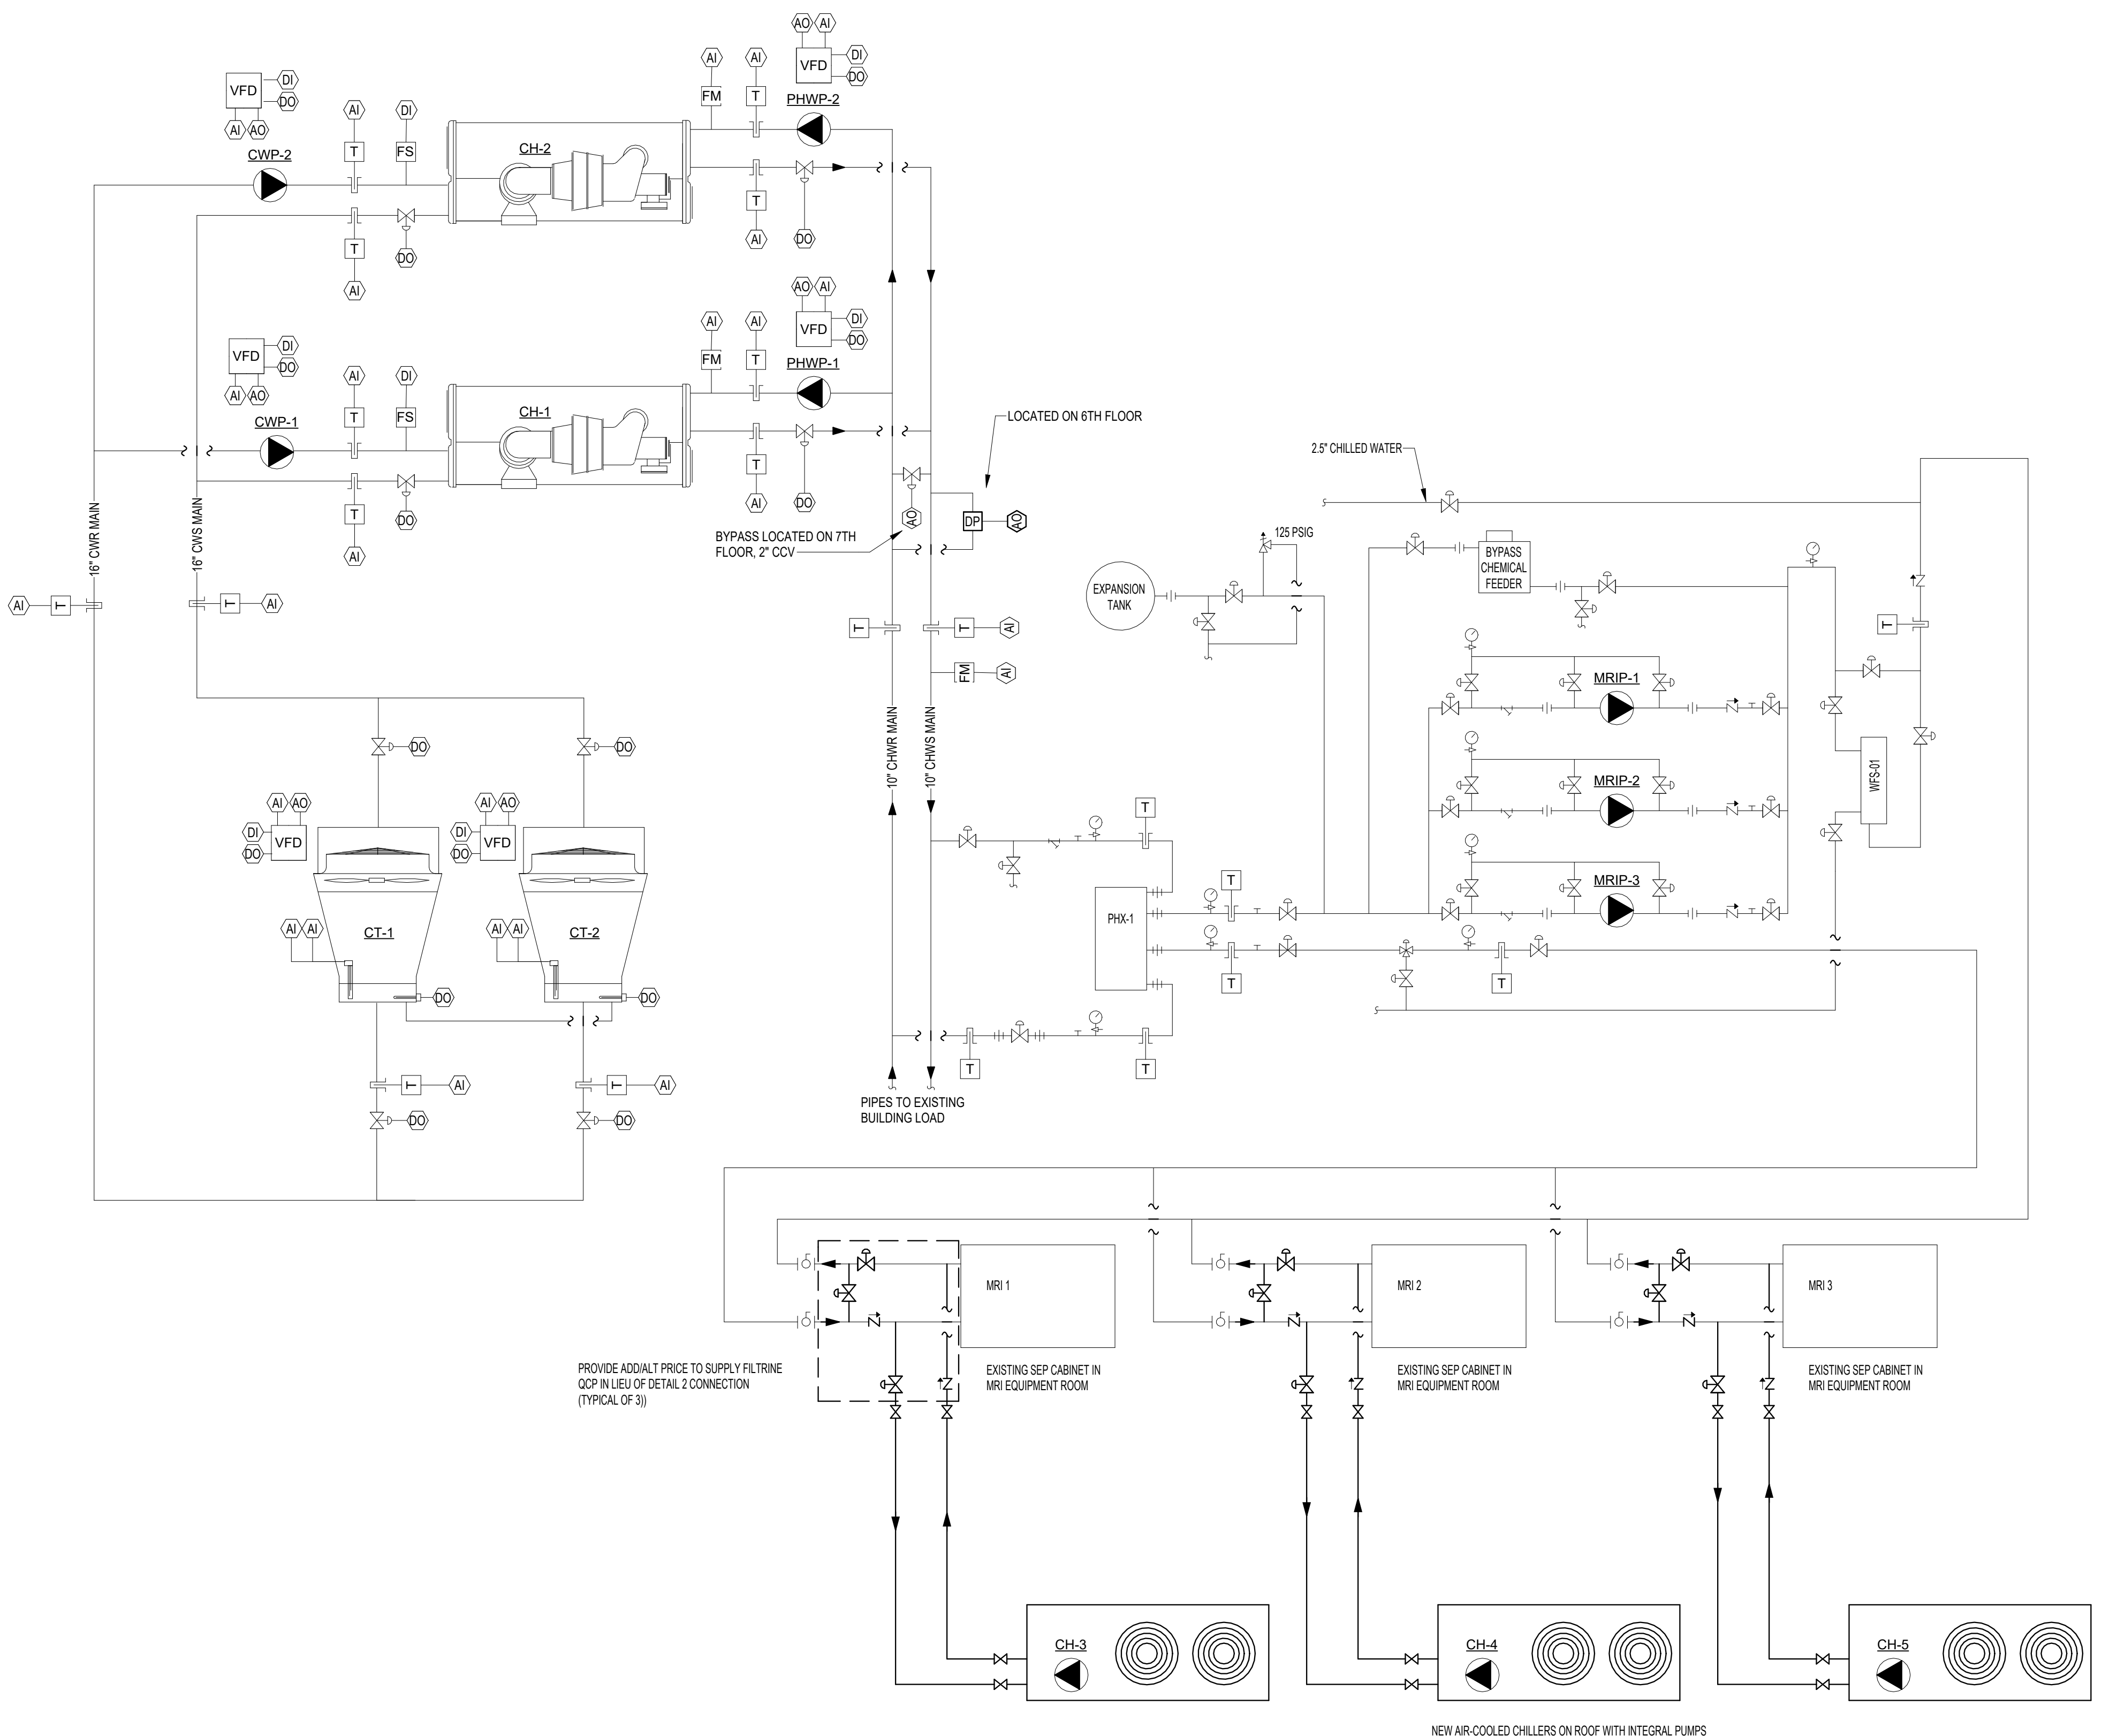 AO AI
VFD
DI
DO
AI
FM
AI
T
PHWP-2
VFD
DI
DO
AI AO
CWP-2
AI
T
DI
FS
CH-2
T
AI
DO
T
AI
DO
AO AI
VFD
DI
DO
AI
FM
AI
T
PHWP-1
VFD
DI
DO
AI AO
CWP-1
AI
T
DI
FS
CH-1
T
AI
DO
T
AI
DO
LOCATED ON 6TH FLOOR
AO
DP
AO
BYPASS LOCATED ON 7TH
FLOOR, 2" CCV
16" CWR MAIN
16" CWS MAIN
AI
T
T
AI
T
T
AI
FM
AI
10" CHWR MAIN
10" CHWS MAIN
DO
DO
AI AO
DI
DO
VFD
AI AO
DI
DO
VFD
AI AI
CT-1
DO
AI AI
CT-2
DO
T
AI
T
AI
DO
DO
PIPES TO EXISTING
BUILDING LOAD
2.5" CHILLED WATER
125 PSIG
EXPANSION
TANK
BYPASS
CHEMICAL
FEEDER
T
MRIP-1
MRIP-2
MRIP-3
WFS-01
T
PHX-1
T
T
T
T
T
MRI 1
MRI 2
MRI 3
PROVIDE ADD/ALT PRICE TO SUPPLY FILTRINE
QCP IN LIEU OF DETAIL 2 CONNECTION
(TYPICAL OF 3))
EXISTING SEP CABINET IN
MRI EQUIPMENT ROOM
EXISTING SEP CABINET IN
MRI EQUIPMENT ROOM
EXISTING SEP CABINET IN
MRI EQUIPMENT ROOM
CH-3
CH-4
CH-5
NEW AIR-COOLED CHILLERS ON ROOF WITH INTEGRAL PUMPS